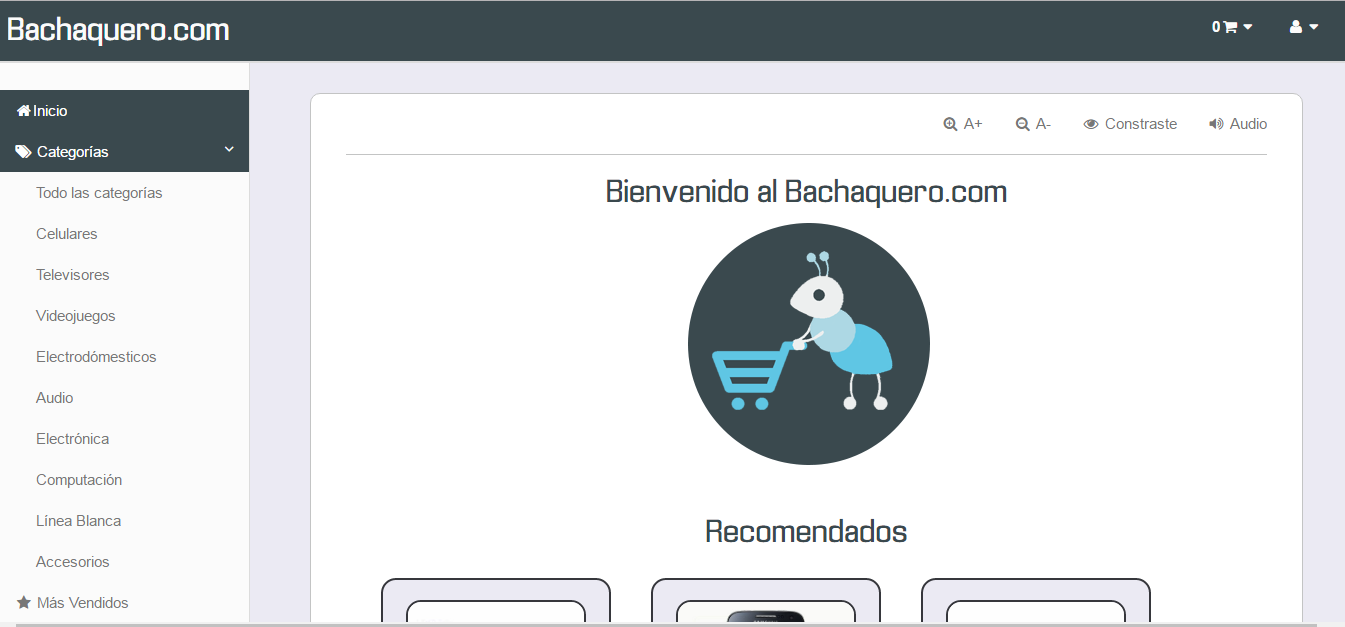 Bachaquero.com
0
Inicio
Categorías
Todo las categorías
Celulares
Televisores
Videojuegos
Electrodómesticos
Audio
Electrónica
Computación
Línea Blanca
Accesorios
Más Vendidos
A+ A- Constraste Audio
Bienvenido al Bachaquero.com
Recomendados